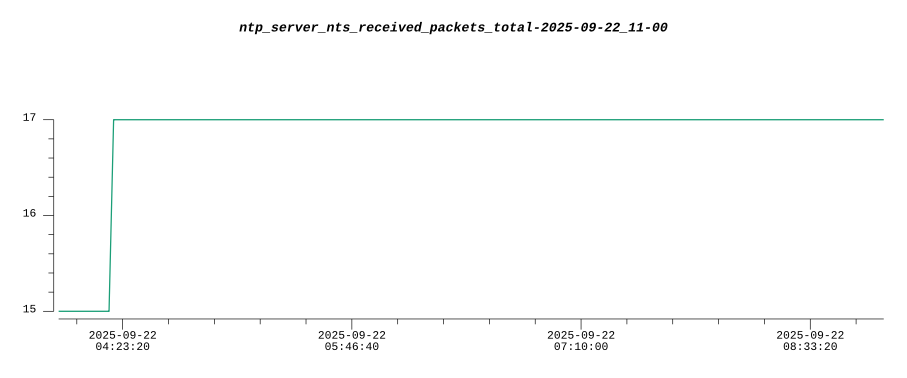 ntp_server_nts_received_packets_total-2025-09-22_11-00
17
16
15
2025-09-22 2025-09-22 2025-09-22 2025-09-22
04:23:20 05:46:40 07:10:00 08:33:20